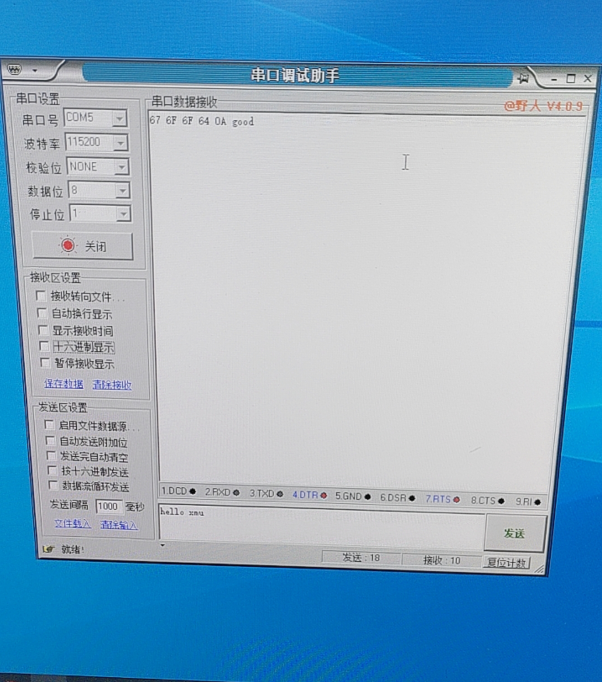 串口调试助手
串口设置
串口号 COM5
波特率 115200
校验位 NONE
数据位 8
停止位 1
关闭
接收区设置
接收转向文件...
自动换行显示
显示接收时间
十六进制显示
暂停接收显示
保存数据 清除接收
发送区设置
启用文件数据源...
自动发送附加位
发送完自动清空
按十六进制发送
数据流循环发送
发送间隔 1000 毫秒
文件载入 清除输入
串口数据接收
@野人 V4.0.9
67 6F 6F 64 0A good
1.DCD 2.RXD 3.TXD 4.DTR 5.GND 6.DSR 7.RTS 8.CTS 9.RI
hello xmu
发送
就绪! 发送:18 接收:10 复位计数